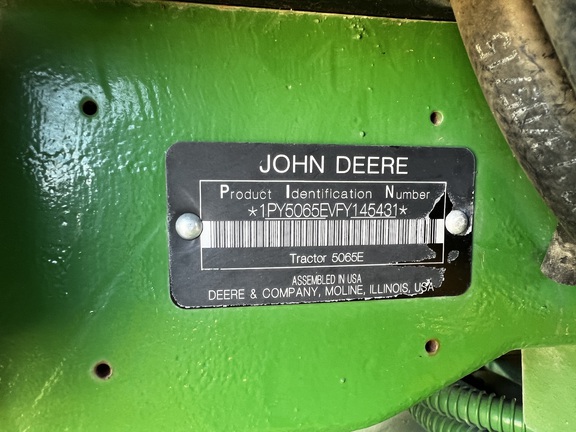 JOHN DEERE
Product Identification Number
*1PY5065EVFY145431*
Tractor 5065E
ASSEMBLED IN USA
DEERE & COMPANY, MOLINE, ILLINOIS, USA